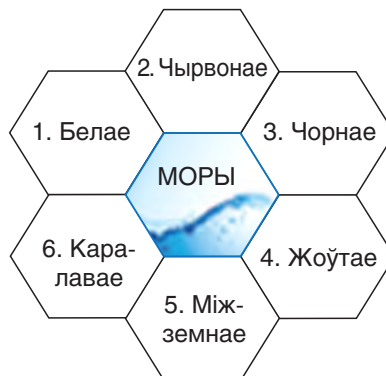 2. Чырвонае
1. Белае
3. Чорнае
МОРЫ
6. Кара-
лавае
4. Жоўтае
5. Між-
земнае